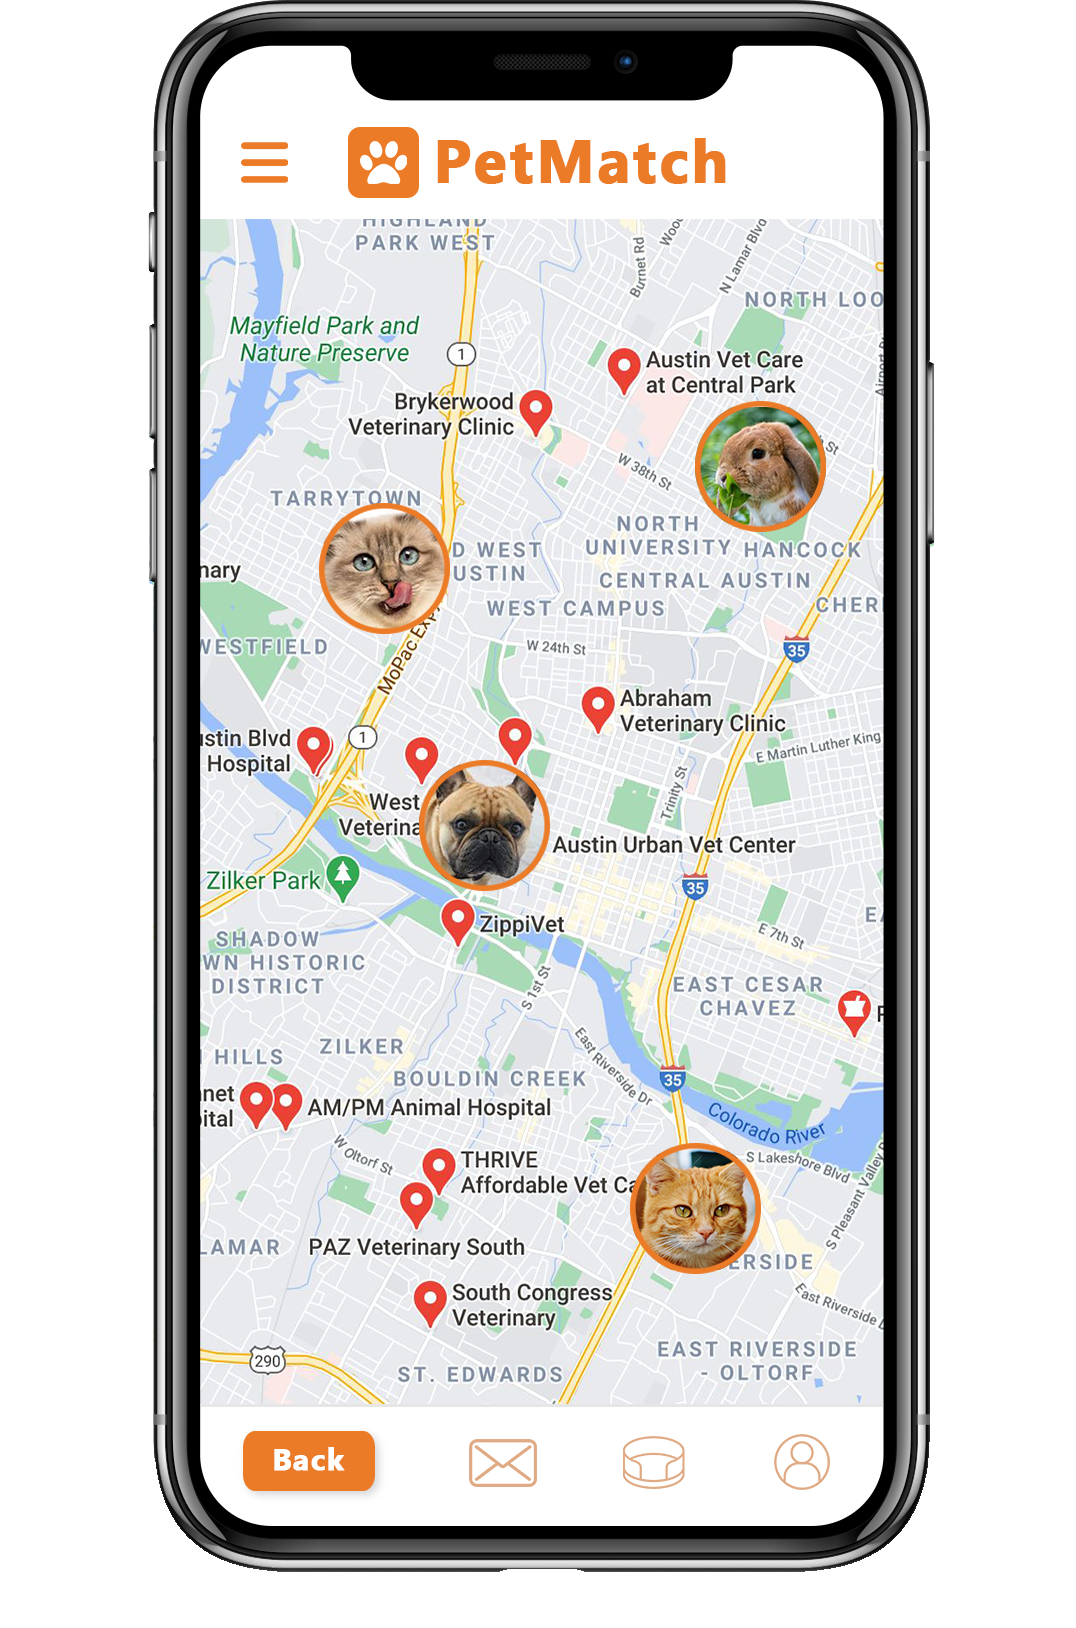 PetMatch
HIGHLAND
PARK WEST
Burnet Rd
N Lamar Blvd
NORTH LOO
Mayfield Park and
Nature Preserve
1
Austin Vet Care
at Central Park
Brykerwood
Veterinary Clinic
W 38th St
TARRYTOWN
NORTH
UNIVERSITY
HANCOCK
D WEST
USTIN
nary
CENTRAL AUSTIN
WEST CAMPUS
CHER
WESTFIELD
W 24th St
35
MoPac Exp
Abraham
Veterinary Clinic
1
ustin Blvd
Hospital
E Martin Luther King
Trinity St
West
Veterina
Austin Urban Vet Center
Zilker Park
35
ZippiVet
E 7th St
SHADOW
WN HISTORIC
DISTRICT
S 1st St
EAST CESAR
CHAVEZ
HILLS
ZILKER
East Riverside Dr
BOULDIN CREEK
35
net
ital
AM/PM Animal Hospital
Colorado River
W Oltorf St
S Lakeshore Blvd
THRIVE
Affordable Vet Ca
S Pleasant Valley
LAMAR
PAZ Veterinary South
ERSIDE
South Congress
Veterinary
East Riverside D
EAST RIVERSIDE
- OLTORF
290
ST. EDWARDS
Back